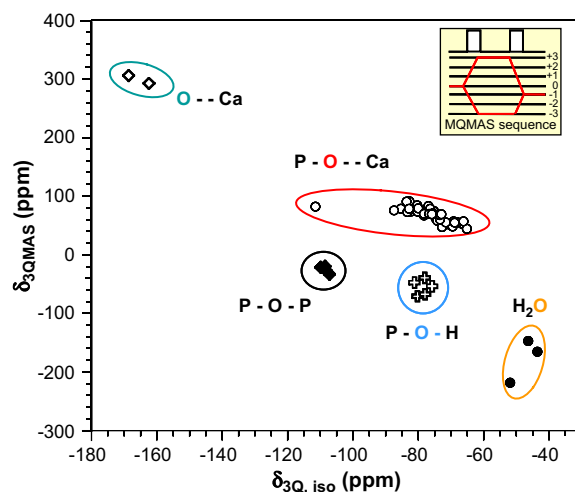 400
300
200
100
0
-100
-200
-300
δ3QMAS (ppm)
O - - Ca
P - O - - Ca
P - O - P
P - O - H
H2O
+3
+2
+1
0
-1
-2
-3
MQMAS sequence
-180 -160 -140 -120 -100 -80 -60 -40
δ3Q, iso (ppm)